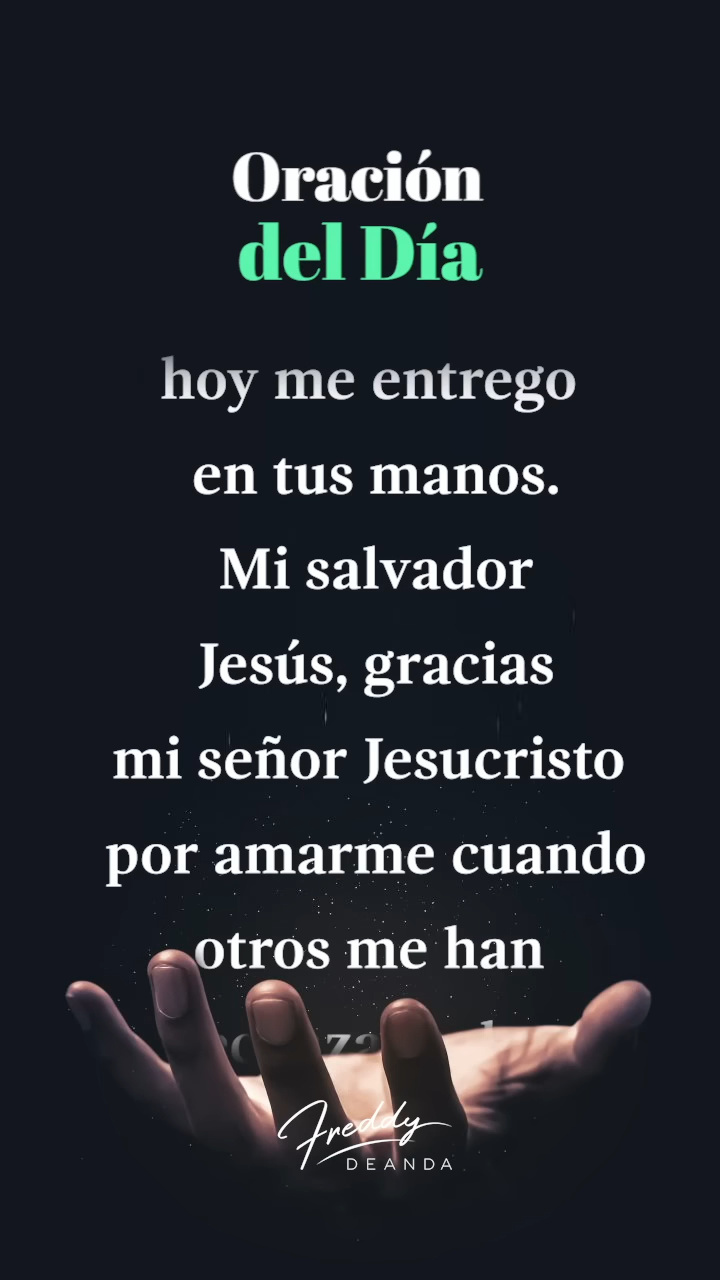 Oración
del Día
hoy me entrego
en tus manos.
Mi salvador
Jesús, gracias
mi señor Jesucristo
por amarme cuando
otros me han
Freddy
DEANDA